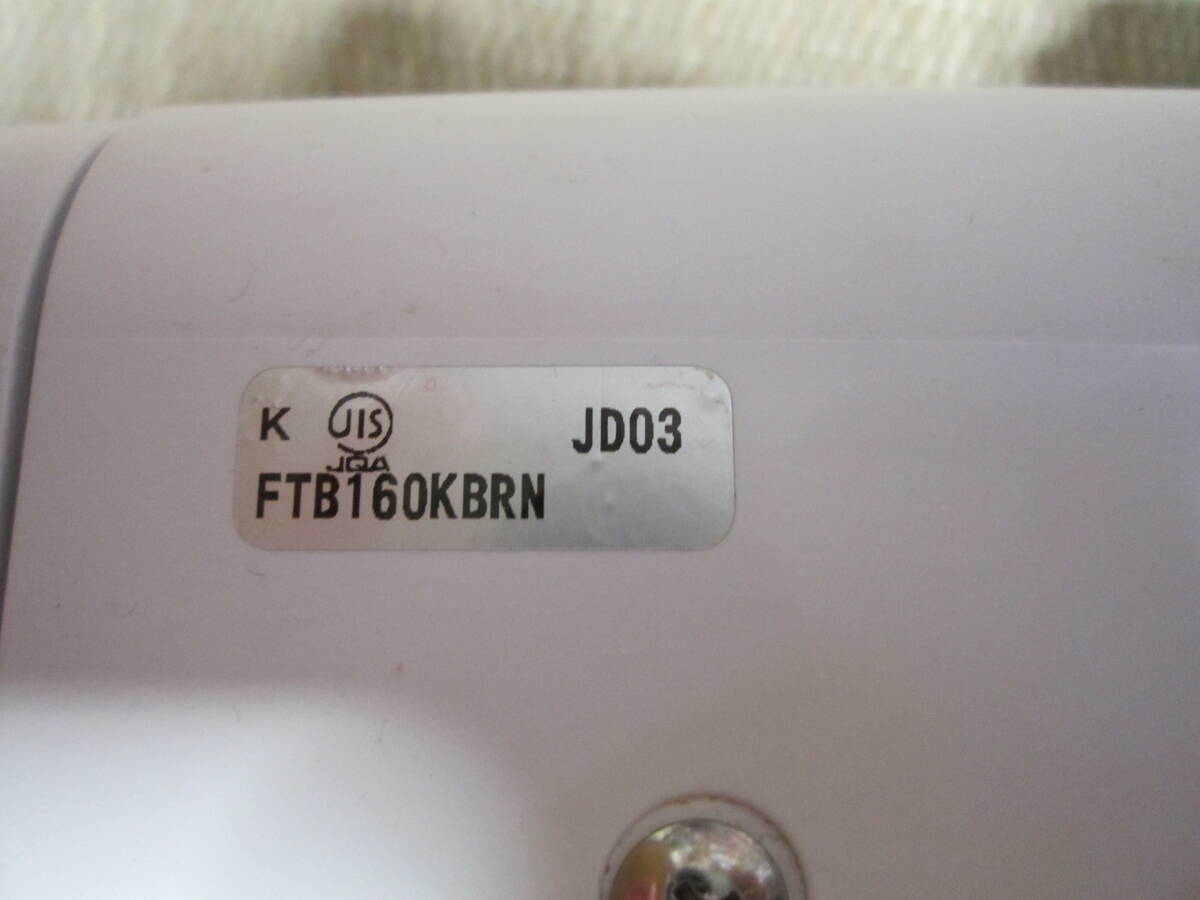 K JIS JD03
JQA
FTB160KBRN